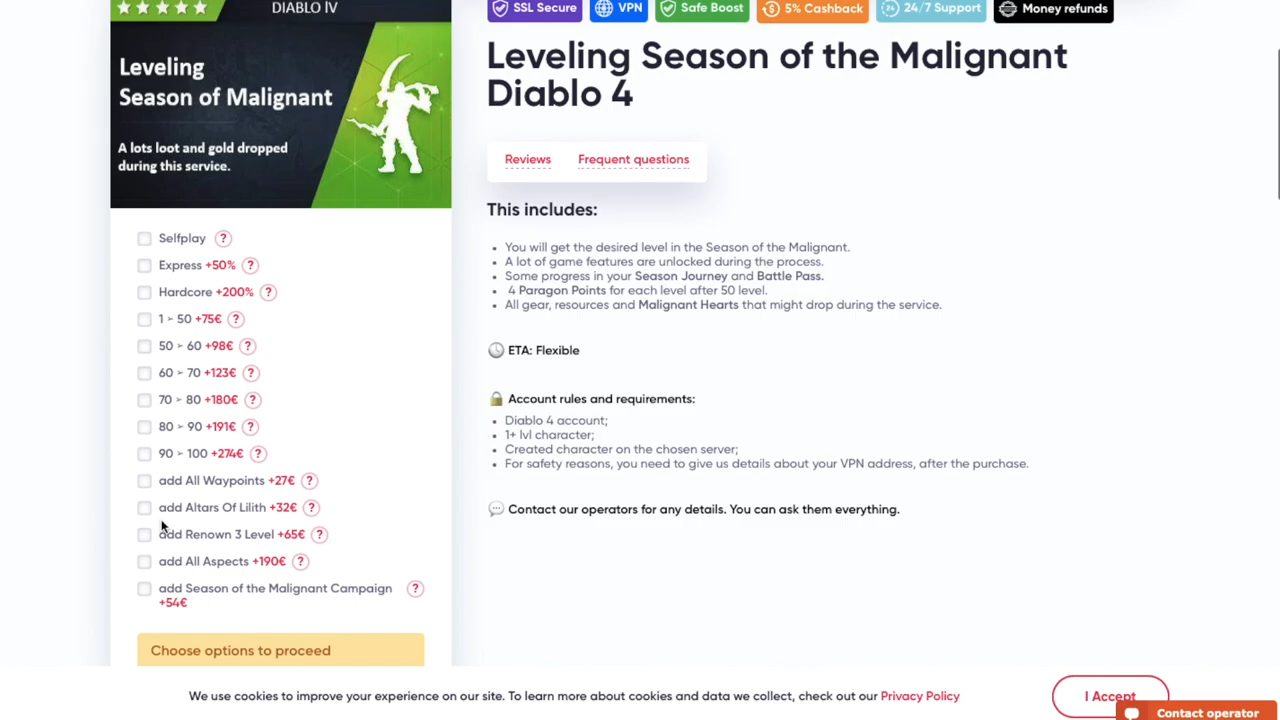 DIABLO IV
SSL Secure
VPN
Safe Boost
5% Cashback
24/7 Support
Money refunds
Leveling
Season of Malignant
A lots loot and gold dropped
during this service.
Selfplay ?
Express +50% ?
Hardcore +200% ?
1 > 50 +75€ ?
50 > 60 +98€ ?
60 > 70 +123€ ?
70 > 80 +180€ ?
80 > 90 +191€ ?
90 > 100 +274€ ?
add All Waypoints +27€ ?
add Altars Of Lilith +32€ ?
add Renown 3 Level +65€ ?
add All Aspects +190€ ?
add Season of the Malignant Campaign ?
+54€
Choose options to proceed
Leveling Season of the Malignant
Diablo 4
Reviews
Frequent questions
This includes:
• You will get the desired level in the Season of the Malignant.
• A lot of game features are unlocked during the process.
• Some progress in your Season Journey and Battle Pass.
• 4 Paragon Points for each level after 50 level.
• All gear, resources and Malignant Hearts that might drop during the service.
ETA: Flexible
Account rules and requirements:
• Diablo 4 account;
• 1+ lvl character;
• Created character on the chosen server;
• For safety reasons, you need to give us details about your VPN address, after the purchase.
Contact our operators for any details. You can ask them everything.
We use cookies to improve your experience on our site. To learn more about cookies and data we collect, check out our Privacy Policy
I Accept
Contact operator